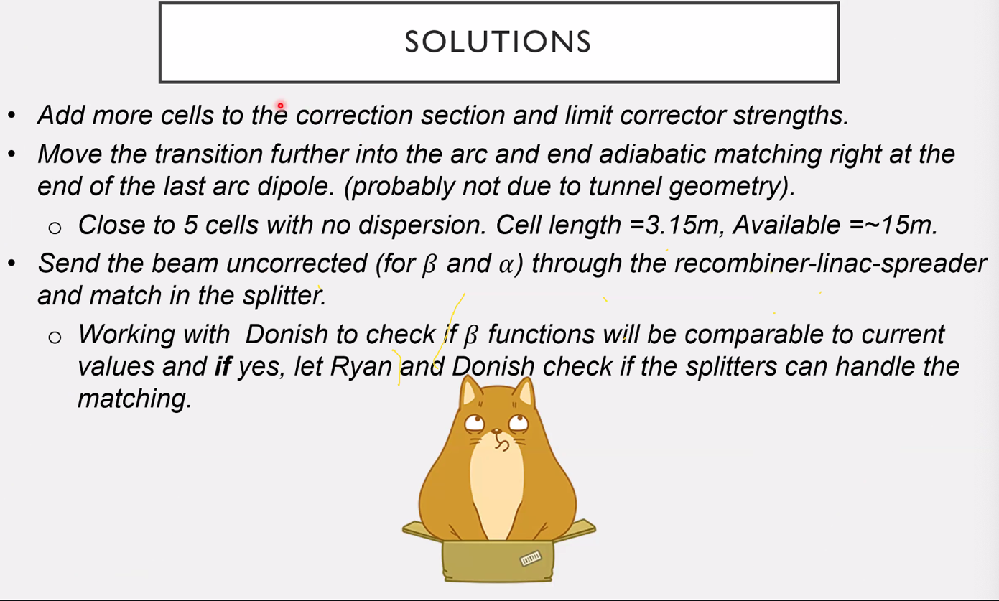 SOLUTIONS
• Add more cells to the correction section and limit corrector strengths.
• Move the transition further into the arc and end adiabatic matching right at the
end of the last arc dipole. (probably not due to tunnel geometry).
o Close to 5 cells with no dispersion. Cell length =3.15m, Available =~15m.
• Send the beam uncorrected (for β and α) through the recombiner-linac-spreader
and match in the splitter.
o Working with Donish to check if β functions will be comparable to current
values and if yes, let Ryan and Donish check if the splitters can handle the
matching.